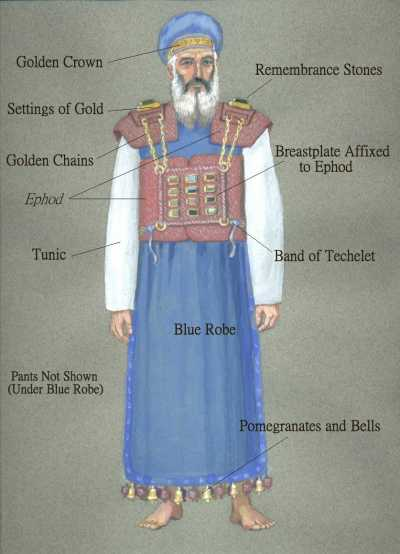 Golden Crown
Remembrance Stones
Settings of Gold
Breastplate Affixed
to Ephod
Golden Chains
Ephod
Tunic
Band of Techelet
Blue Robe
Pants Not Shown
(Under Blue Robe)
Pomegranates and Bells